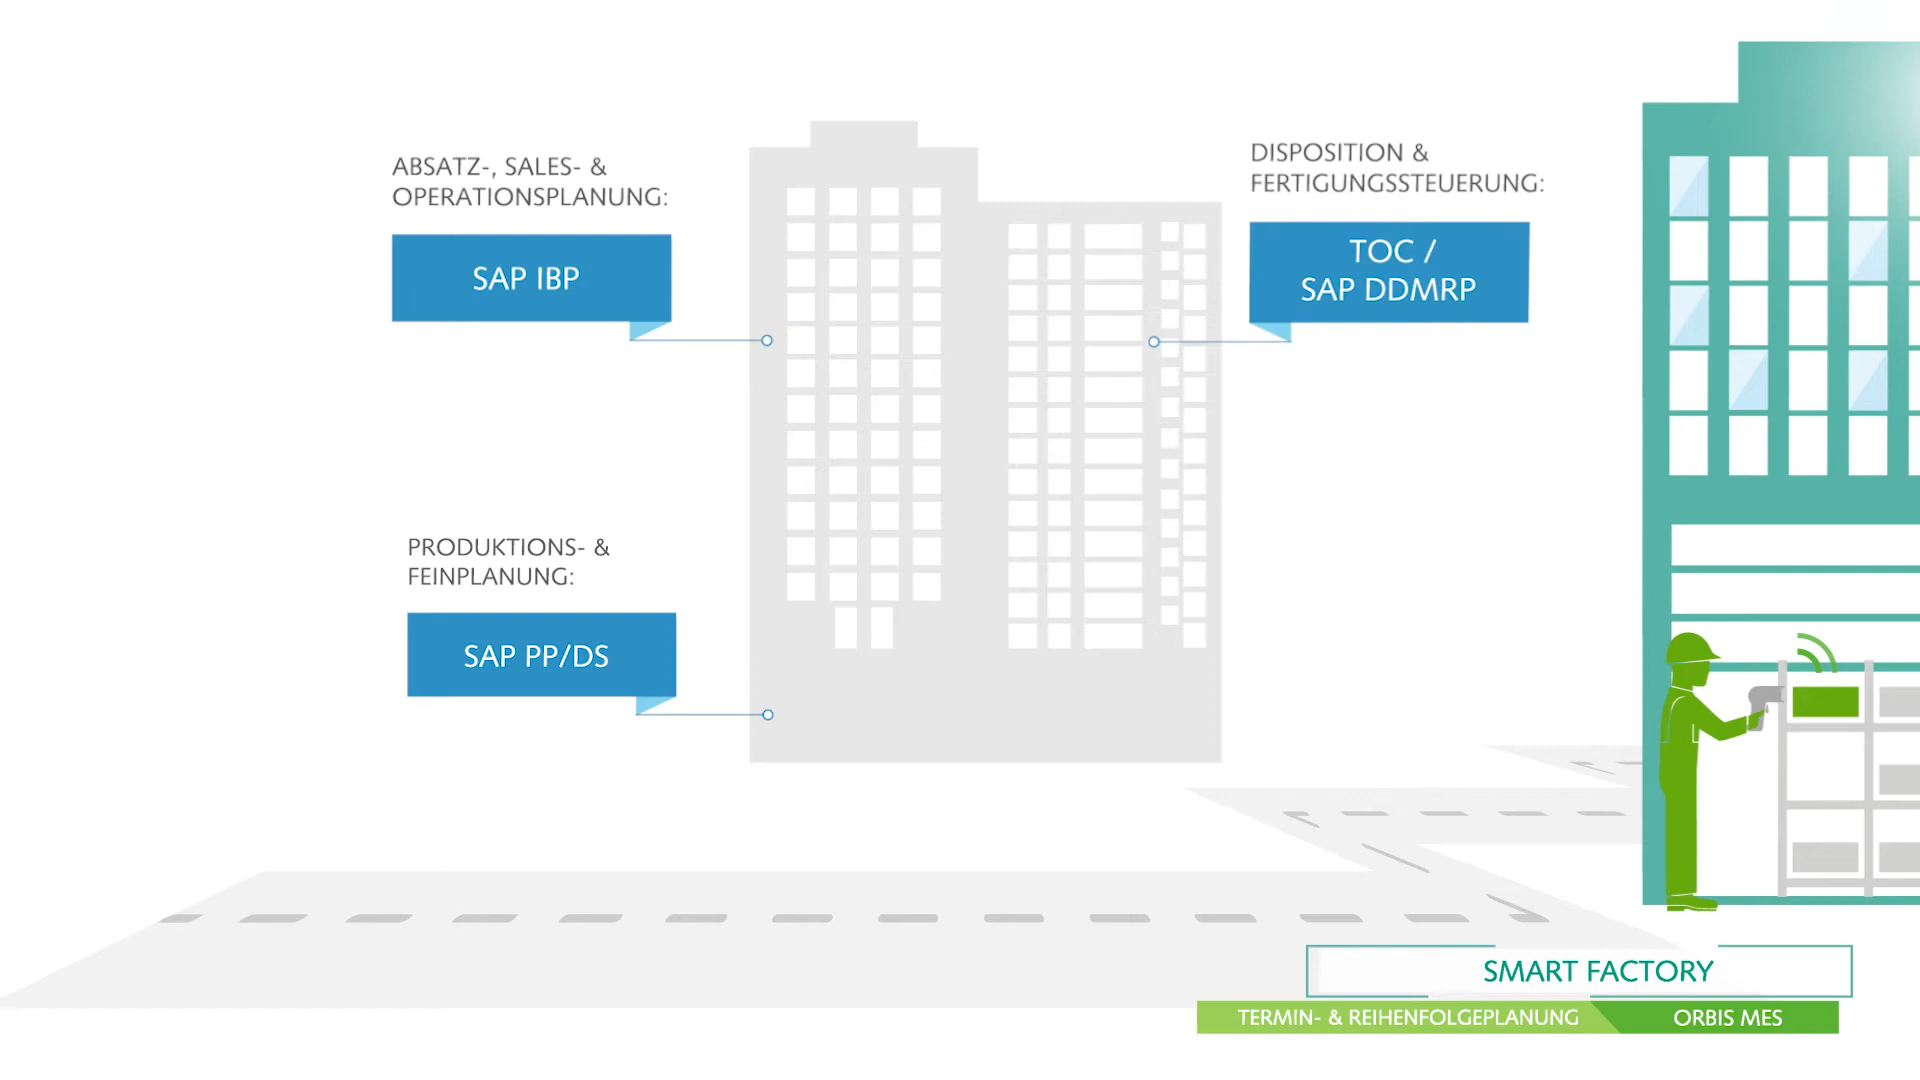 ABSATZ-, SALES- &
OPERATIONSPLANUNG:
SAP IBP
DISPOSITION &
FERTIGUNGSSTEUERUNG:
TOC /
SAP DDMRP
PRODUKTIONS- &
FEINPLANUNG:
SAP PP/DS
SMART FACTORY
TERMIN- & REIHENFOLGEPLANUNG
ORBIS MES